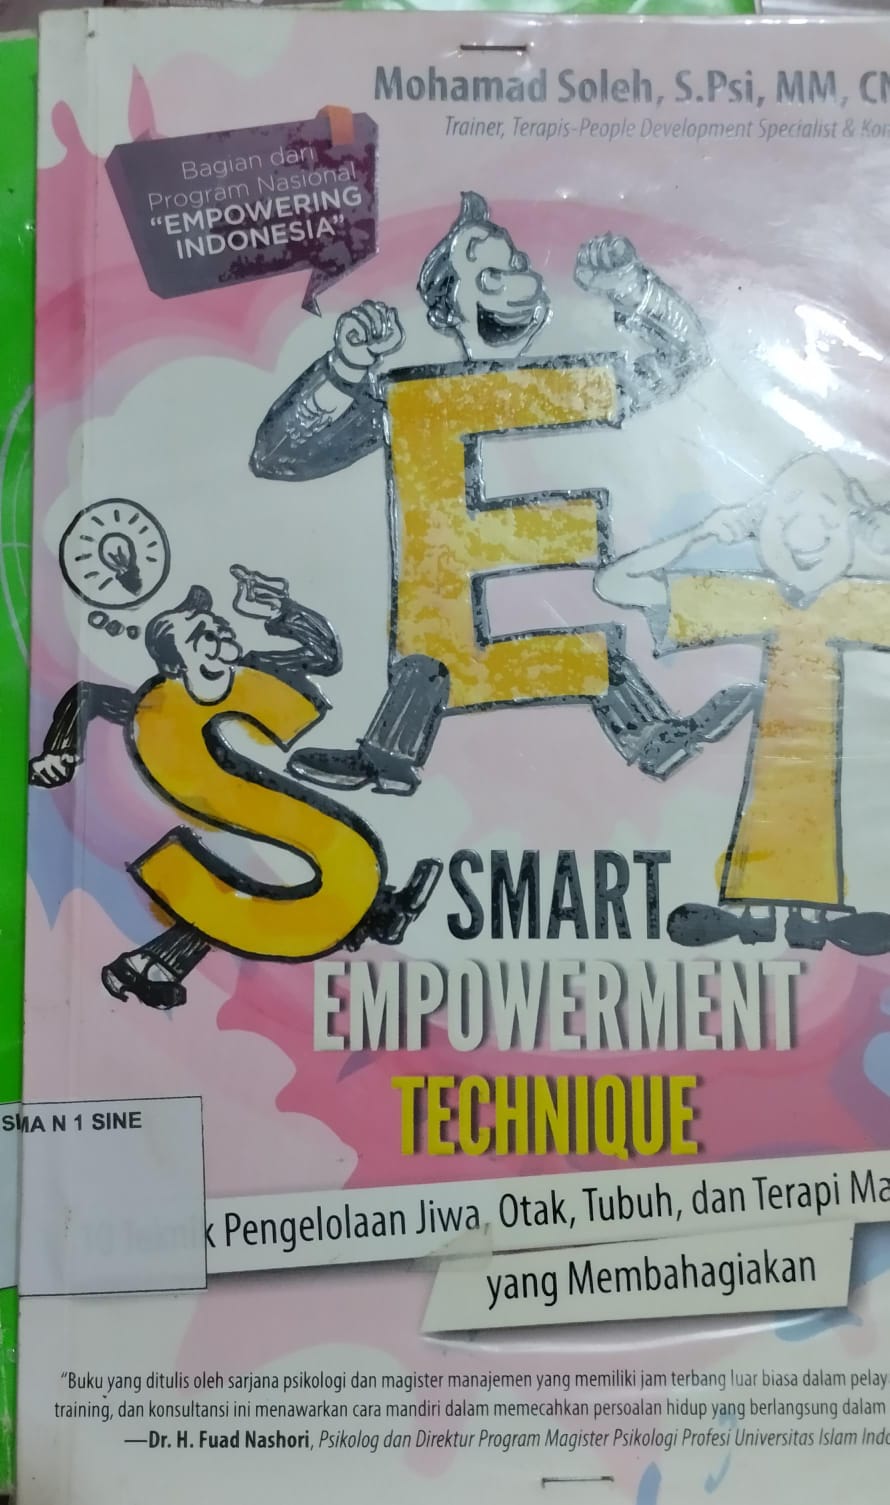 Mohamad Soleh, S.Psi, MM,
Trainer, Terapis-People Development Specialist &
Bagian dari
Program Nasional
“EMPOWERING
INDONESIA”
SET
SMART
EMPOWERMENT
TECHNIQUE
SMA N 1 SINE
Pengelolaan Jiwa, Otak, Tubuh, dan Terapi
yang Membahagiakan
“Buku yang ditulis oleh sarjana psikologi dan magister manajemen yang memiliki jam terbang luar biasa dalam
training, dan konsultansi ini menawarkan cara mandiri dalam memecahkan persoalan hidup yang berlangsung dalam
—Dr. H. Fuad Nashori, Psikolog dan Direktur Program Magister Psikologi Profesi Universitas Islam